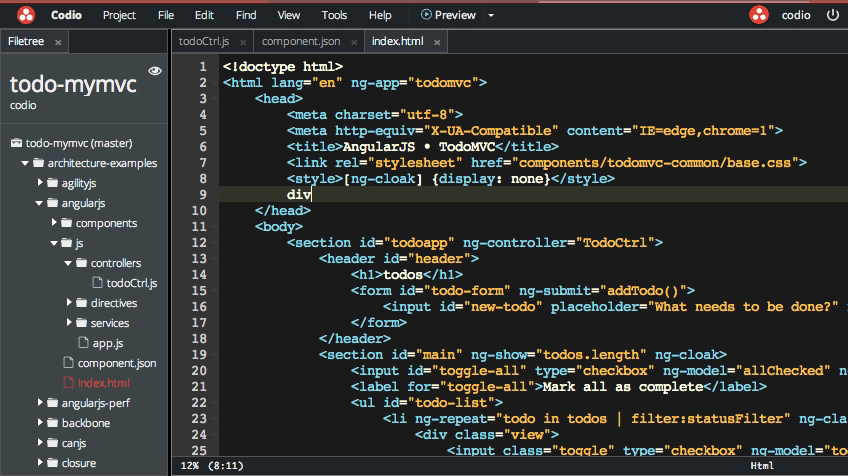 Codio Project File Edit Find View Tools Help Preview codio
Filetree × todoCtrl.js × component.json × index.html ×
todo-mymvc
codio
todo-mymvc (master)
architecture-examples
agilityjs
angularjs
components
js
controllers
todoCtrl.js
directives
services
app.js
component.json
index.html
angularjs-perf
backbone
canjs
closure
1 <!doctype html>
2 <html lang="en" ng-app="todomvc">
3 <head>
4 <meta charset="utf-8">
5 <meta http-equiv="X-UA-Compatible" content="IE=edge,chrome=1">
6 <title>AngularJS • TodoMVC</title>
7 <link rel="stylesheet" href="components/todomvc-common/base.css">
8 <style>[ng-cloak] {display: none}</style>
9 div
10 </head>
11 <body>
12 <section id="todoapp" ng-controller="TodoCtrl">
13 <header id="header">
14 <h1>todos</h1>
15 <form id="todo-form" ng-submit="addTodo()">
16 <input id="new-todo" placeholder="What needs to be done?"
17 </form>
18 </header>
19 <section id="main" ng-show="todos.length" ng-cloak>
20 <input id="toggle-all" type="checkbox" ng-model="allChecked" n
21 <label for="toggle-all">Mark all as complete</label>
22 <ul id="todo-list">
23 <li ng-repeat="todo in todos | filter:statusFilter" ng-cla
24 <div class="view">
25 <input class="toggle" type="checkbox" ng-model="to
12% (8:11) Html